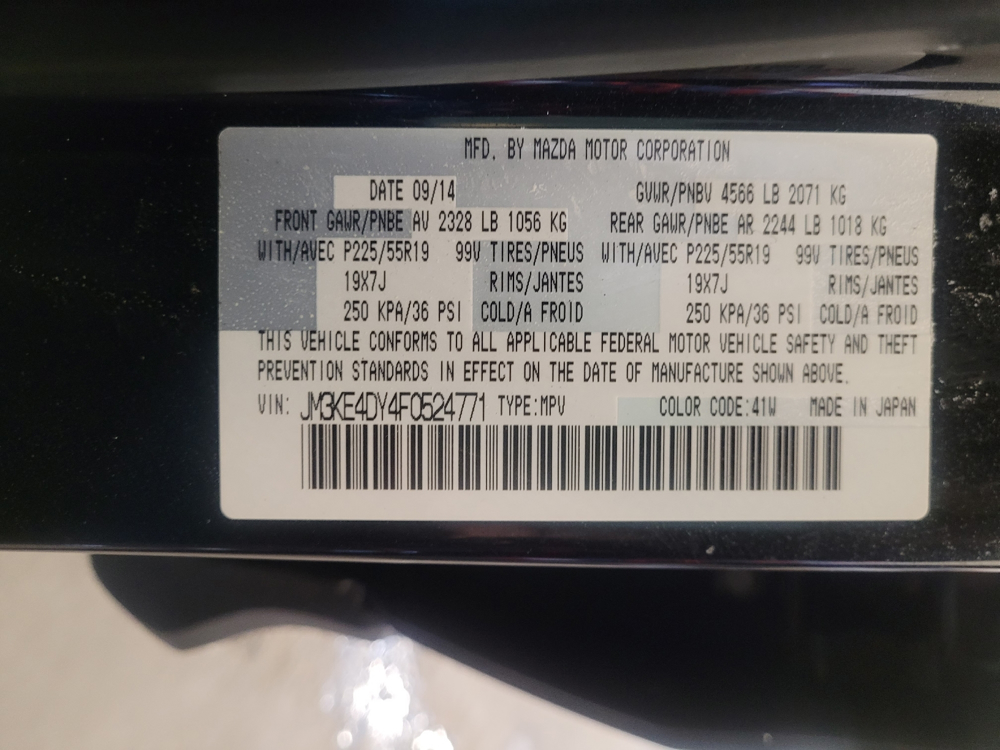 MFD. BY MAZDA MOTOR CORPORATION
DATE 09/14 GVWR/PNBV 4566 LB 2071 KG
FRONT GAWR/PNBE AV 2328 LB 1056 KG REAR GAWR/PNBE AR 2244 LB 1018 KG
WITH/AVEC P225/55R19 99V TIRES/PNEUS WITH/AVEC P225/55R19 99V TIRES/PNEUS
19X7J RIMS/JANTES 19X7J RIMS/JANTES
250 KPA/36 PSI COLD/A FROID 250 KPA/36 PSI COLD/A FROID
THIS VEHICLE CONFORMS TO ALL APPLICABLE FEDERAL MOTOR VEHICLE SAFETY AND THEFT
PREVENTION STANDARDS IN EFFECT ON THE DATE OF MANUFACTURE SHOWN ABOVE.
VIN: JM3KE4DY4F0524771 TYPE:MPV COLOR CODE:41W MADE IN JAPAN